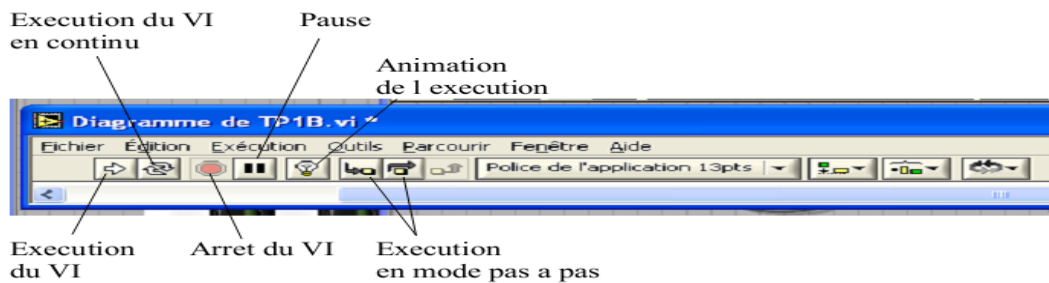 Execution du VI
en continu
Pause
Animation
de l execution
Diagramme de TP1B.vi *
Fichier Édition Exécution Outils Parcourir Fenêtre Aide
Police de l'application 13pts
Execution
du VI
Arret du VI
Execution
en mode pas a pas